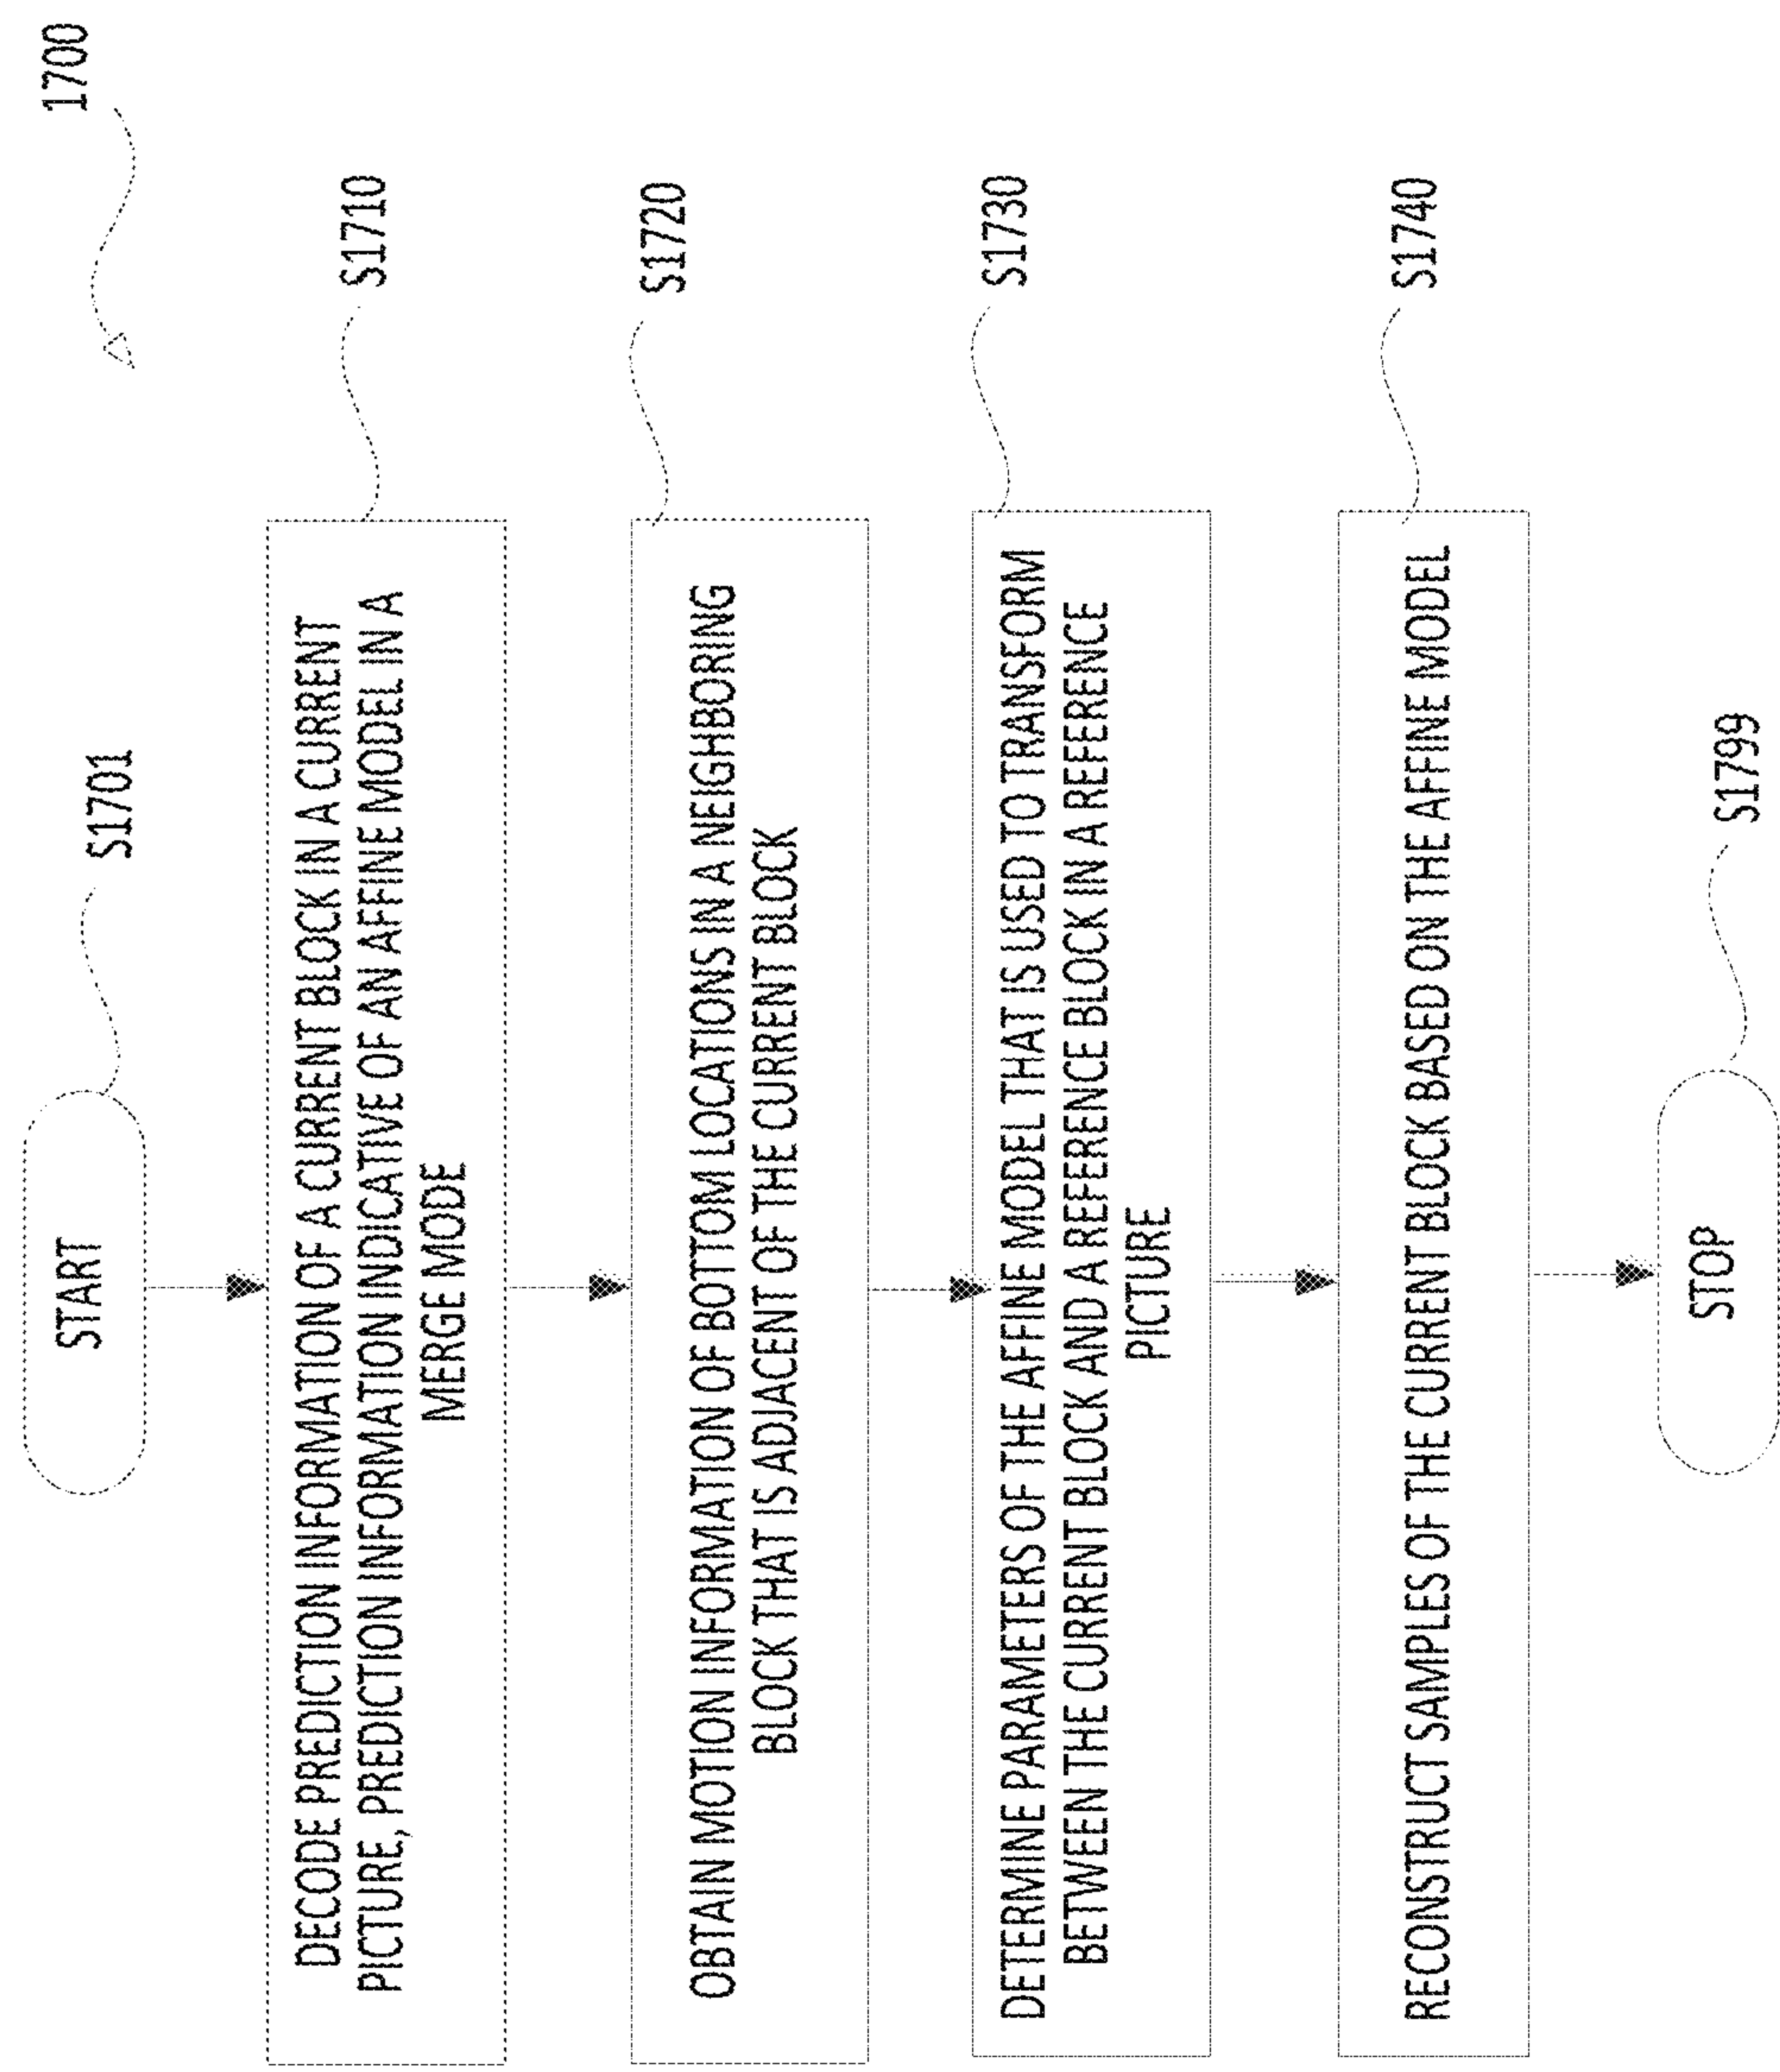 1700
START
S1701
DECODE PREDICTION INFORMATION OF A CURRENT BLOCK IN A CURRENT
PICTURE, PREDICTION INFORMATION INDICATIVE OF AN AFFINE MODEL IN A
MERGE MODE
S1710
OBTAIN MOTION INFORMATION OF BOTTOM LOCATIONS IN A NEIGHBORING
BLOCK THAT IS ADJACENT OF THE CURRENT BLOCK
S1720
DETERMINE PARAMETERS OF THE AFFINE MODEL THAT IS USED TO TRANSFORM
BETWEEN THE CURRENT BLOCK AND A REFERENCE BLOCK IN A REFERENCE
PICTURE
S1730
RECONSTRUCT SAMPLES OF THE CURRENT BLOCK BASED ON THE AFFINE MODEL
S1740
STOP
S1799